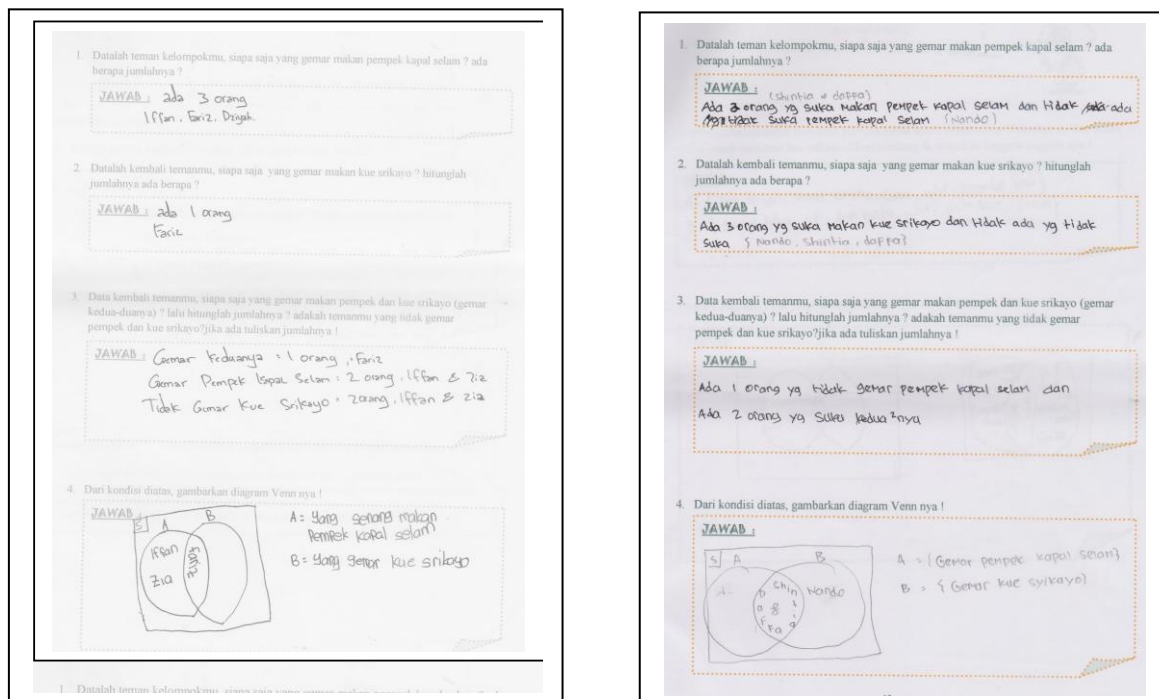 1. Datalah teman kelompokmu, siapa saja yang gemar makan pempek kapal selam ? ada
berapa jumlahnya ?
JAWAB : ada 3 orang
Iffan, Fariz, Dziyah.
2. Datalah kembali temanmu, siapa saja yang gemar makan kue srikayo ? hitunglah
jumlahnya ada berapa ?
JAWAB : ada 1 orang
Fariz
3. Data kembali temanmu, siapa saja yang gemar makan pempek dan kue srikayo (gemar
kedua-duanya) ? lalu hitunglah jumlahnya ? adakah temanmu yang tidak gemar
pempek dan kue srikayo?jika ada tuliskan jumlahnya !
JAWAB : Gemar Keduanya : 1 orang, Fariz
Gemar Pempek Kapal Selam : 2 orang, Iffan & Zia
Tidak Gemar Kue Srikayo : 2 orang, Iffan & Zia
4. Dari kondisi diatas, gambarkan diagram Venn nya !
JAWAB :
S A B
Iffan
Zia
Fariz
A = Yang senang makan
Pempek kapal selam
B = Yang gemar kue srikayo
1. Datalah teman kelompokmu, siapa saja yang gemar makan
1. Datalah teman kelompokmu, siapa saja yang gemar makan pempek kapal selam ? ada
berapa jumlahnya ?
JAWAB :
(shintia & daffa)
Ada orang yg suka makan pempek kapal selam dan tidak ada
tidak suka pempek kapal selam (Nando)
2. Datalah kembali temanmu, siapa saja yang gemar makan kue srikayo ? hitunglah
jumlahnya ada berapa ?
JAWAB :
Ada 3 orang yg suka makan kue srikayo dan tidak ada yg tidak
suka {Nando, shintia, daffa}
3. Data kembali temanmu, siapa saja yang gemar makan pempek dan kue srikayo (gemar
kedua-duanya) ? lalu hitunglah jumlahnya ? adakah temanmu yang tidak gemar
pempek dan kue srikayo?jika ada tuliskan jumlahnya !
JAWAB :
Ada 1 orang yg tidak gemar pempek kapal selam dan
Ada 2 orang yg suka kedua²nya
4. Dari kondisi diatas, gambarkan diagram Venn nya !
JAWAB :
S A B
Shintia
&
Daffa
Nando
A = {Gemar pempek kapal selam}
B = {Gemar kue syikayo}